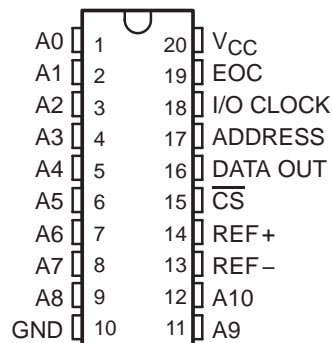 A0 1 20 VCC
A1 2 19 EOC
A2 3 18 I/O CLOCK
A3 4 17 ADDRESS
A4 5 16 DATA OUT
A5 6 15 CS
A6 7 14 REF+
A7 8 13 REF−
A8 9 12 A10
GND 10 11 A9